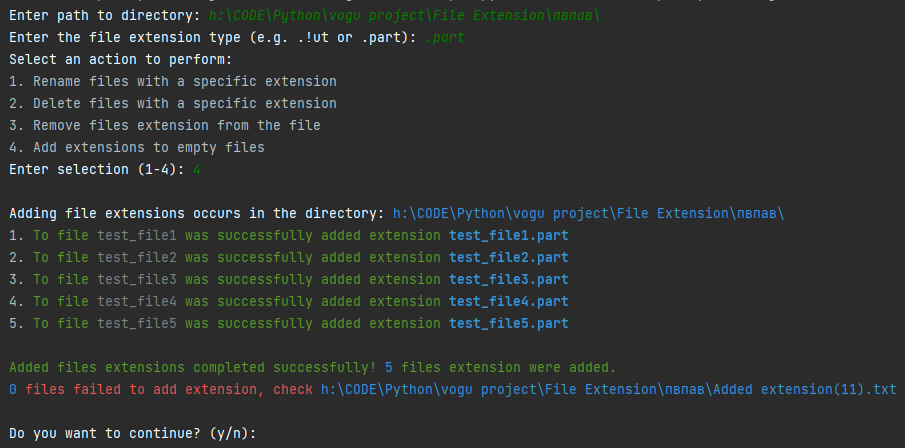 Enter path to directory: h:\CODE\Python\vogu project\File Extension\пвпав\
Enter the file extension type (e.g. .!ut or .part): .part
Select an action to perform:
1. Rename files with a specific extension
2. Delete files with a specific extension
3. Remove files extension from the file
4. Add extensions to empty files
Enter selection (1-4): 4
Adding file extensions occurs in the directory: h:\CODE\Python\vogu project\File Extension\пвпав\
1. To file test_file1 was successfully added extension test_file1.part
2. To file test_file2 was successfully added extension test_file2.part
3. To file test_file3 was successfully added extension test_file3.part
4. To file test_file4 was successfully added extension test_file4.part
5. To file test_file5 was successfully added extension test_file5.part
Added files extensions completed successfully! 5 files extension were added.
0 files failed to add extension, check h:\CODE\Python\vogu project\File Extension\пвпав\Added extension(11).txt
Do you want to continue? (y/n):